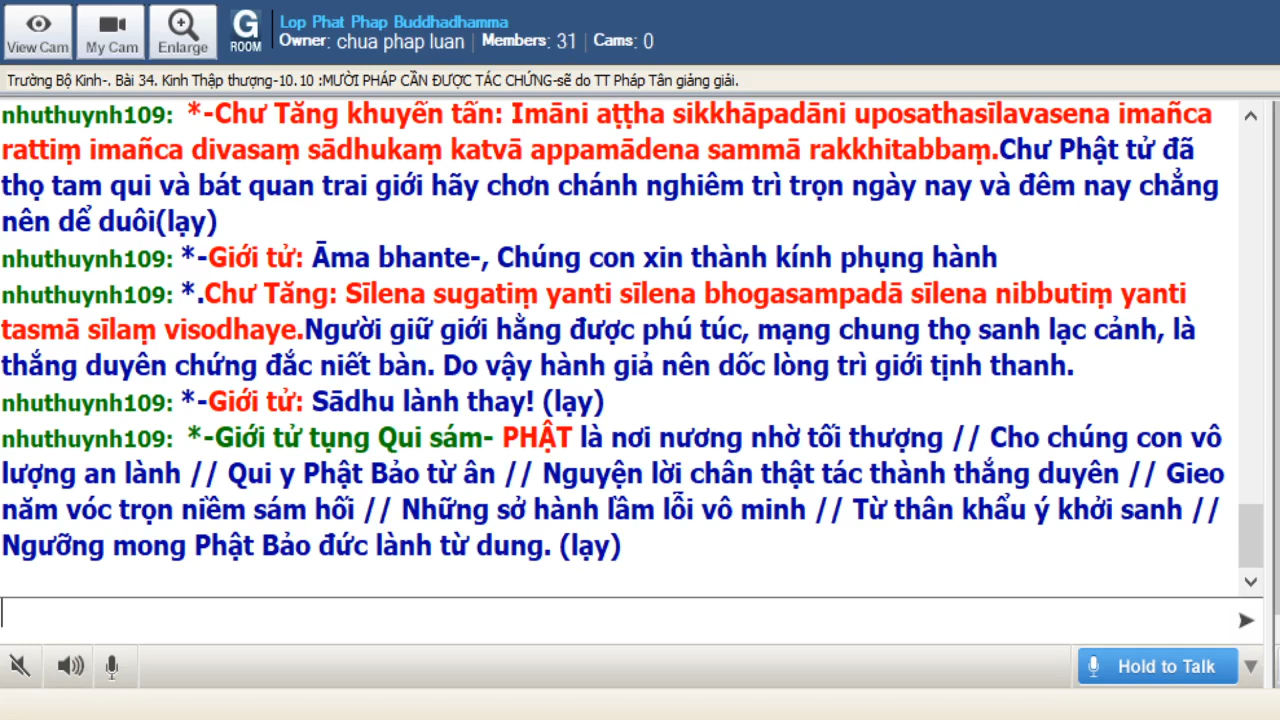 View Cam
My Cam
Enlarge
G
ROOM
Lop Phat Phap Buddhadhamma
Owner: chua phap luan | Members: 31 | Cams: 0
Trường Bộ Kinh-. Bài 34. Kinh Thập thượng-10.10 :MƯỜI PHÁP CẦN ĐƯỢC TÁC CHỨNG-sẽ do TT Pháp Tân giảng giải.
nhuthuynh109: *-Chư Tăng khuyến tấn: Imāni aṭṭha sikkhāpadāni uposathasīlavasena imañca
rattiṃ imañca divasaṃ sādhukaṃ katvā appamādena sammā rakkhitabbaṃ.Chư Phật tử đã
thọ tam qui và bát quan trai giới hãy chơn chánh nghiêm trì trọn ngày nay và đêm nay chẳng
nên dể duôi(lạy)
nhuthuynh109: *-Giới tử: Āma bhante-, Chúng con xin thành kính phụng hành
nhuthuynh109: *.Chư Tăng: Sīlena sugatiṃ yanti sīlena bhogasampadā sīlena nibbutiṃ yanti
tasmā sīlaṃ visodhaye.Người giữ giới hằng được phú túc, mạng chung thọ sanh lạc cảnh, là
thắng duyên chứng đắc niết bàn. Do vậy hành giả nên dốc lòng trì giới tịnh thanh.
nhuthuynh109: *-Giới tử: Sādhu lành thay! (lạy)
nhuthuynh109: *-Giới tử tụng Qui sám- PHẬT là nơi nương nhờ tối thượng // Cho chúng con vô
lượng an lành // Qui y Phật Bảo từ ân // Nguyện lời chân thật tác thành thắng duyên // Gieo
năm vóc trọn niềm sám hối // Những sở hành lầm lỗi vô minh // Từ thân khẩu ý khởi sanh //
Ngưỡng mong Phật Bảo đức lành từ dung. (lạy)
Hold to Talk